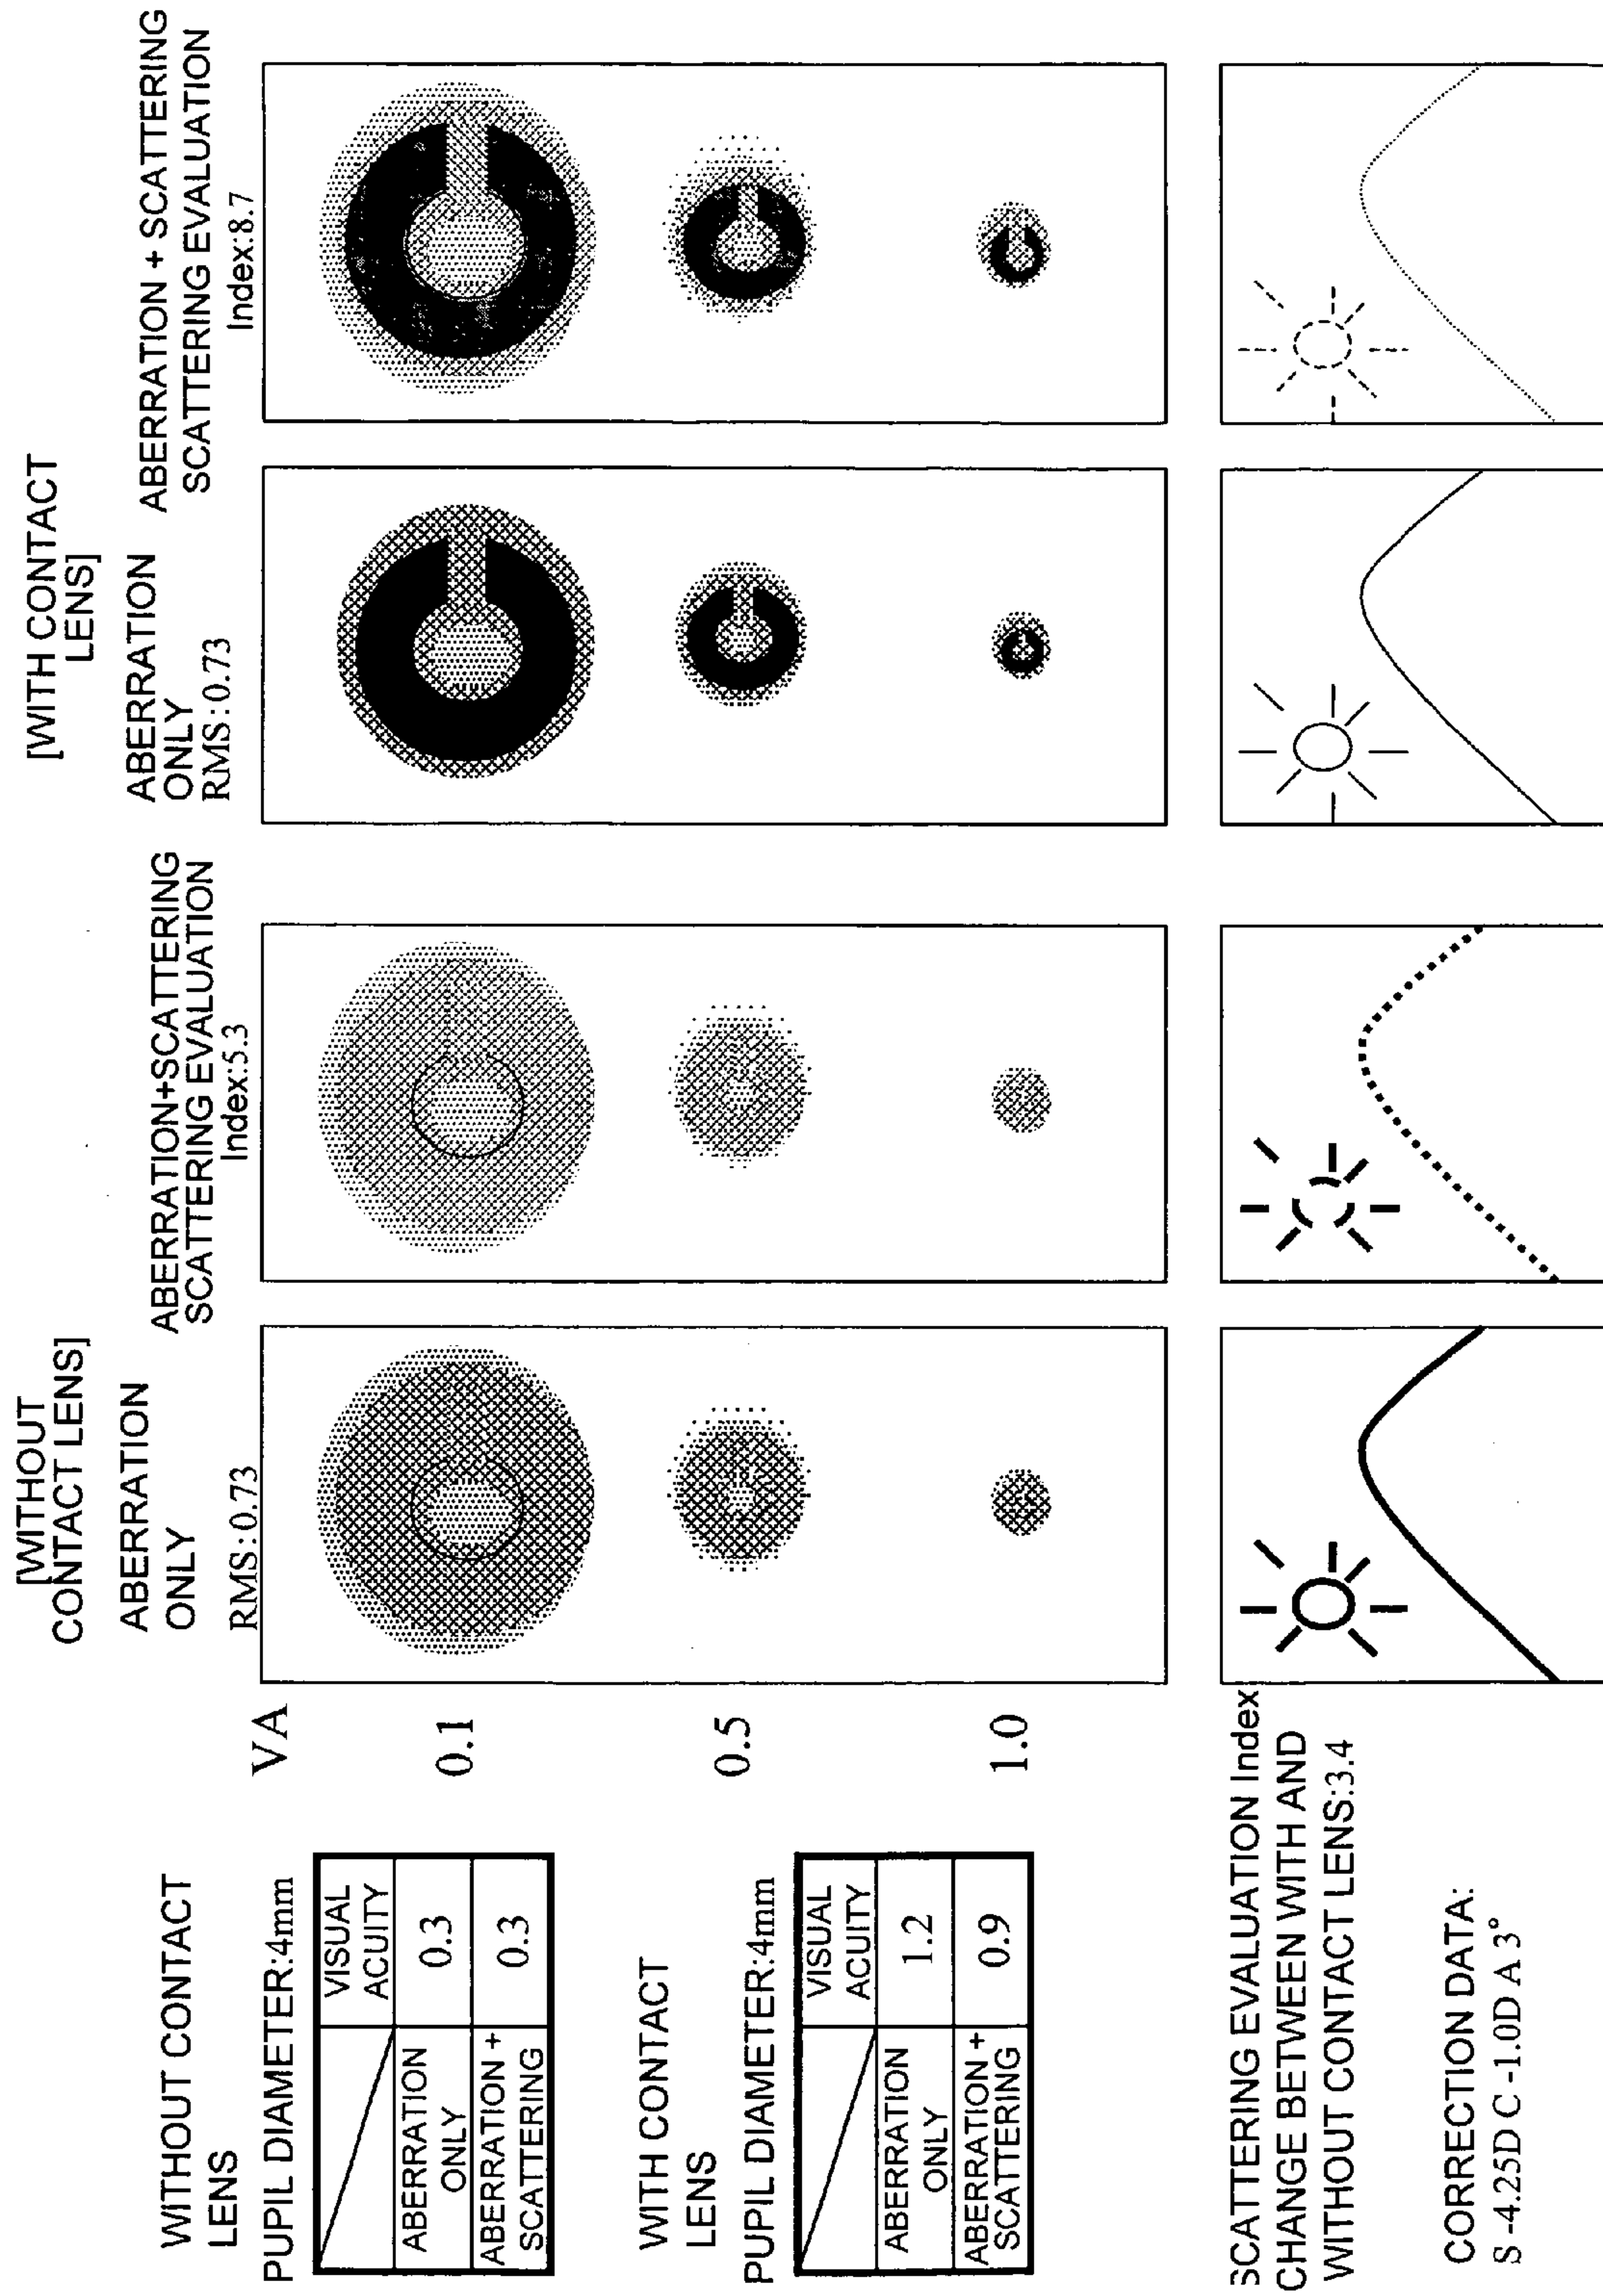 [WITHOUT
CONTACT LENS]
[WITH CONTACT
LENS]
ABERRATION
ONLY
RMS:0.73
ABERRATION+SCATTERING
SCATTERING EVALUATION
Index:5.3
ABERRATION
ONLY
RMS:0.73
ABERRATION + SCATTERING
SCATTERING EVALUATION
Index:8.7
VA
0.1
0.5
1.0
WITHOUT CONTACT
LENS
PUPIL DIAMETER:4mm
VISUAL
ACUITY
ABERRATION
ONLY
0.3
ABERRATION +
SCATTERING
0.3
WITH CONTACT
LENS
PUPIL DIAMETER:4mm
VISUAL
ACUITY
ABERRATION
ONLY
1.2
ABERRATION +
SCATTERING
0.9
SCATTERING EVALUATION Index
CHANGE BETWEEN WITH AND
WITHOUT CONTACT LENS:3.4
CORRECTION DATA:
S -4.25D C -1.0D A 3°